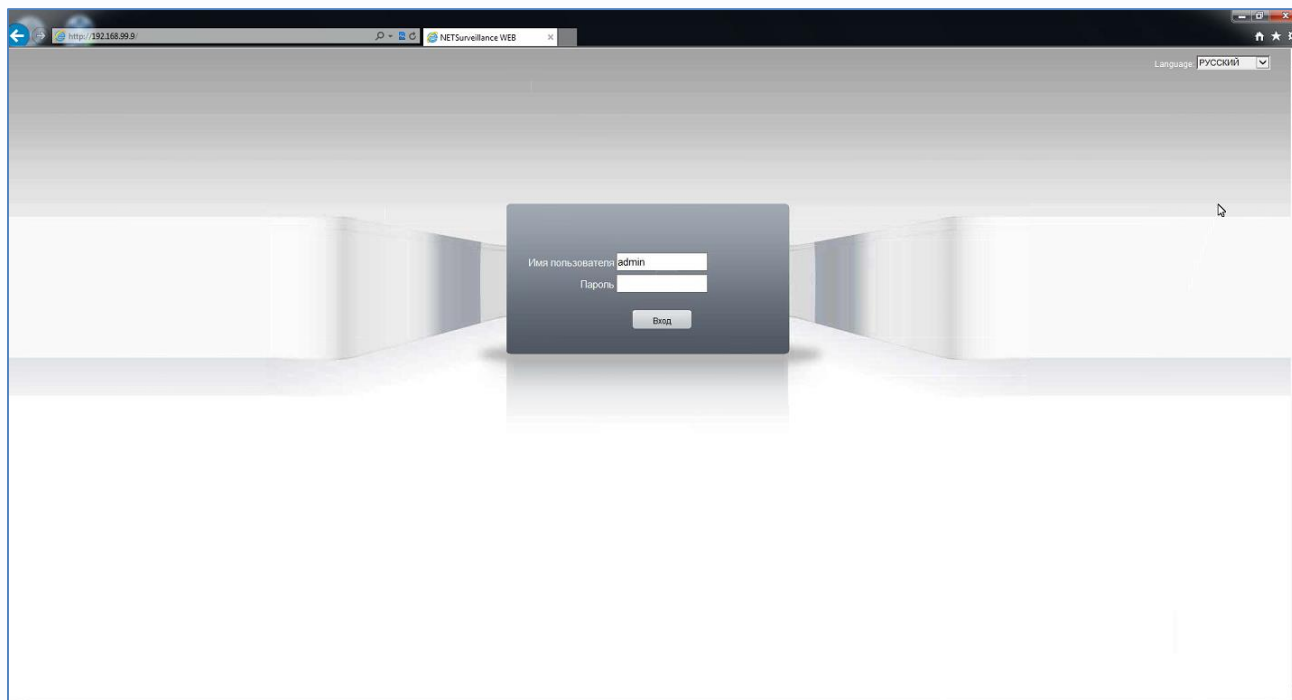 http://192.168.99.9/
NETSurveillance WEB
Language: РУССКИЙ
Имя пользователя admin
Пароль
Вход